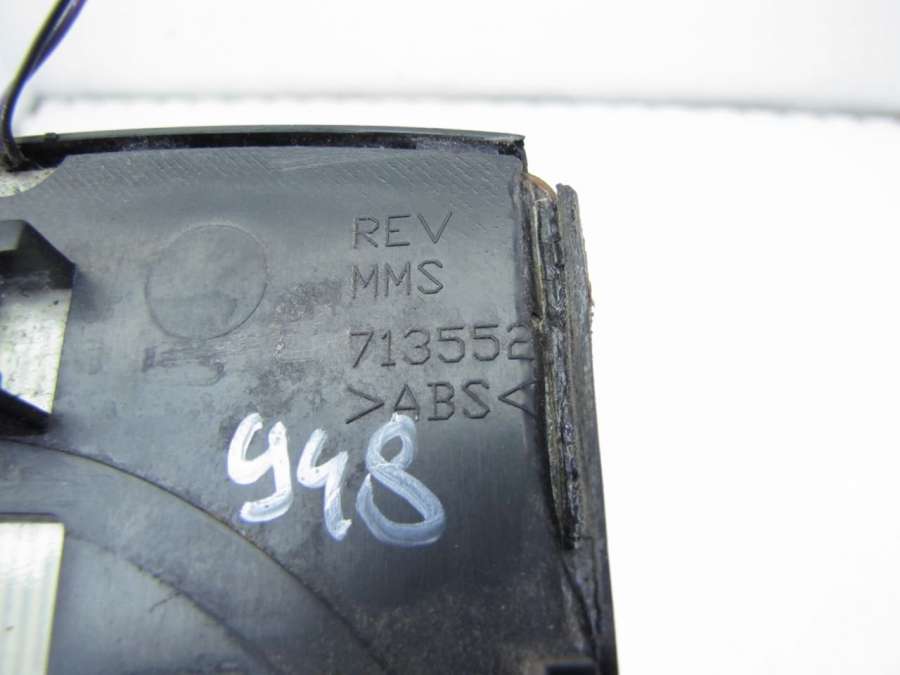 REV
MMS
713552
>ABS<
948